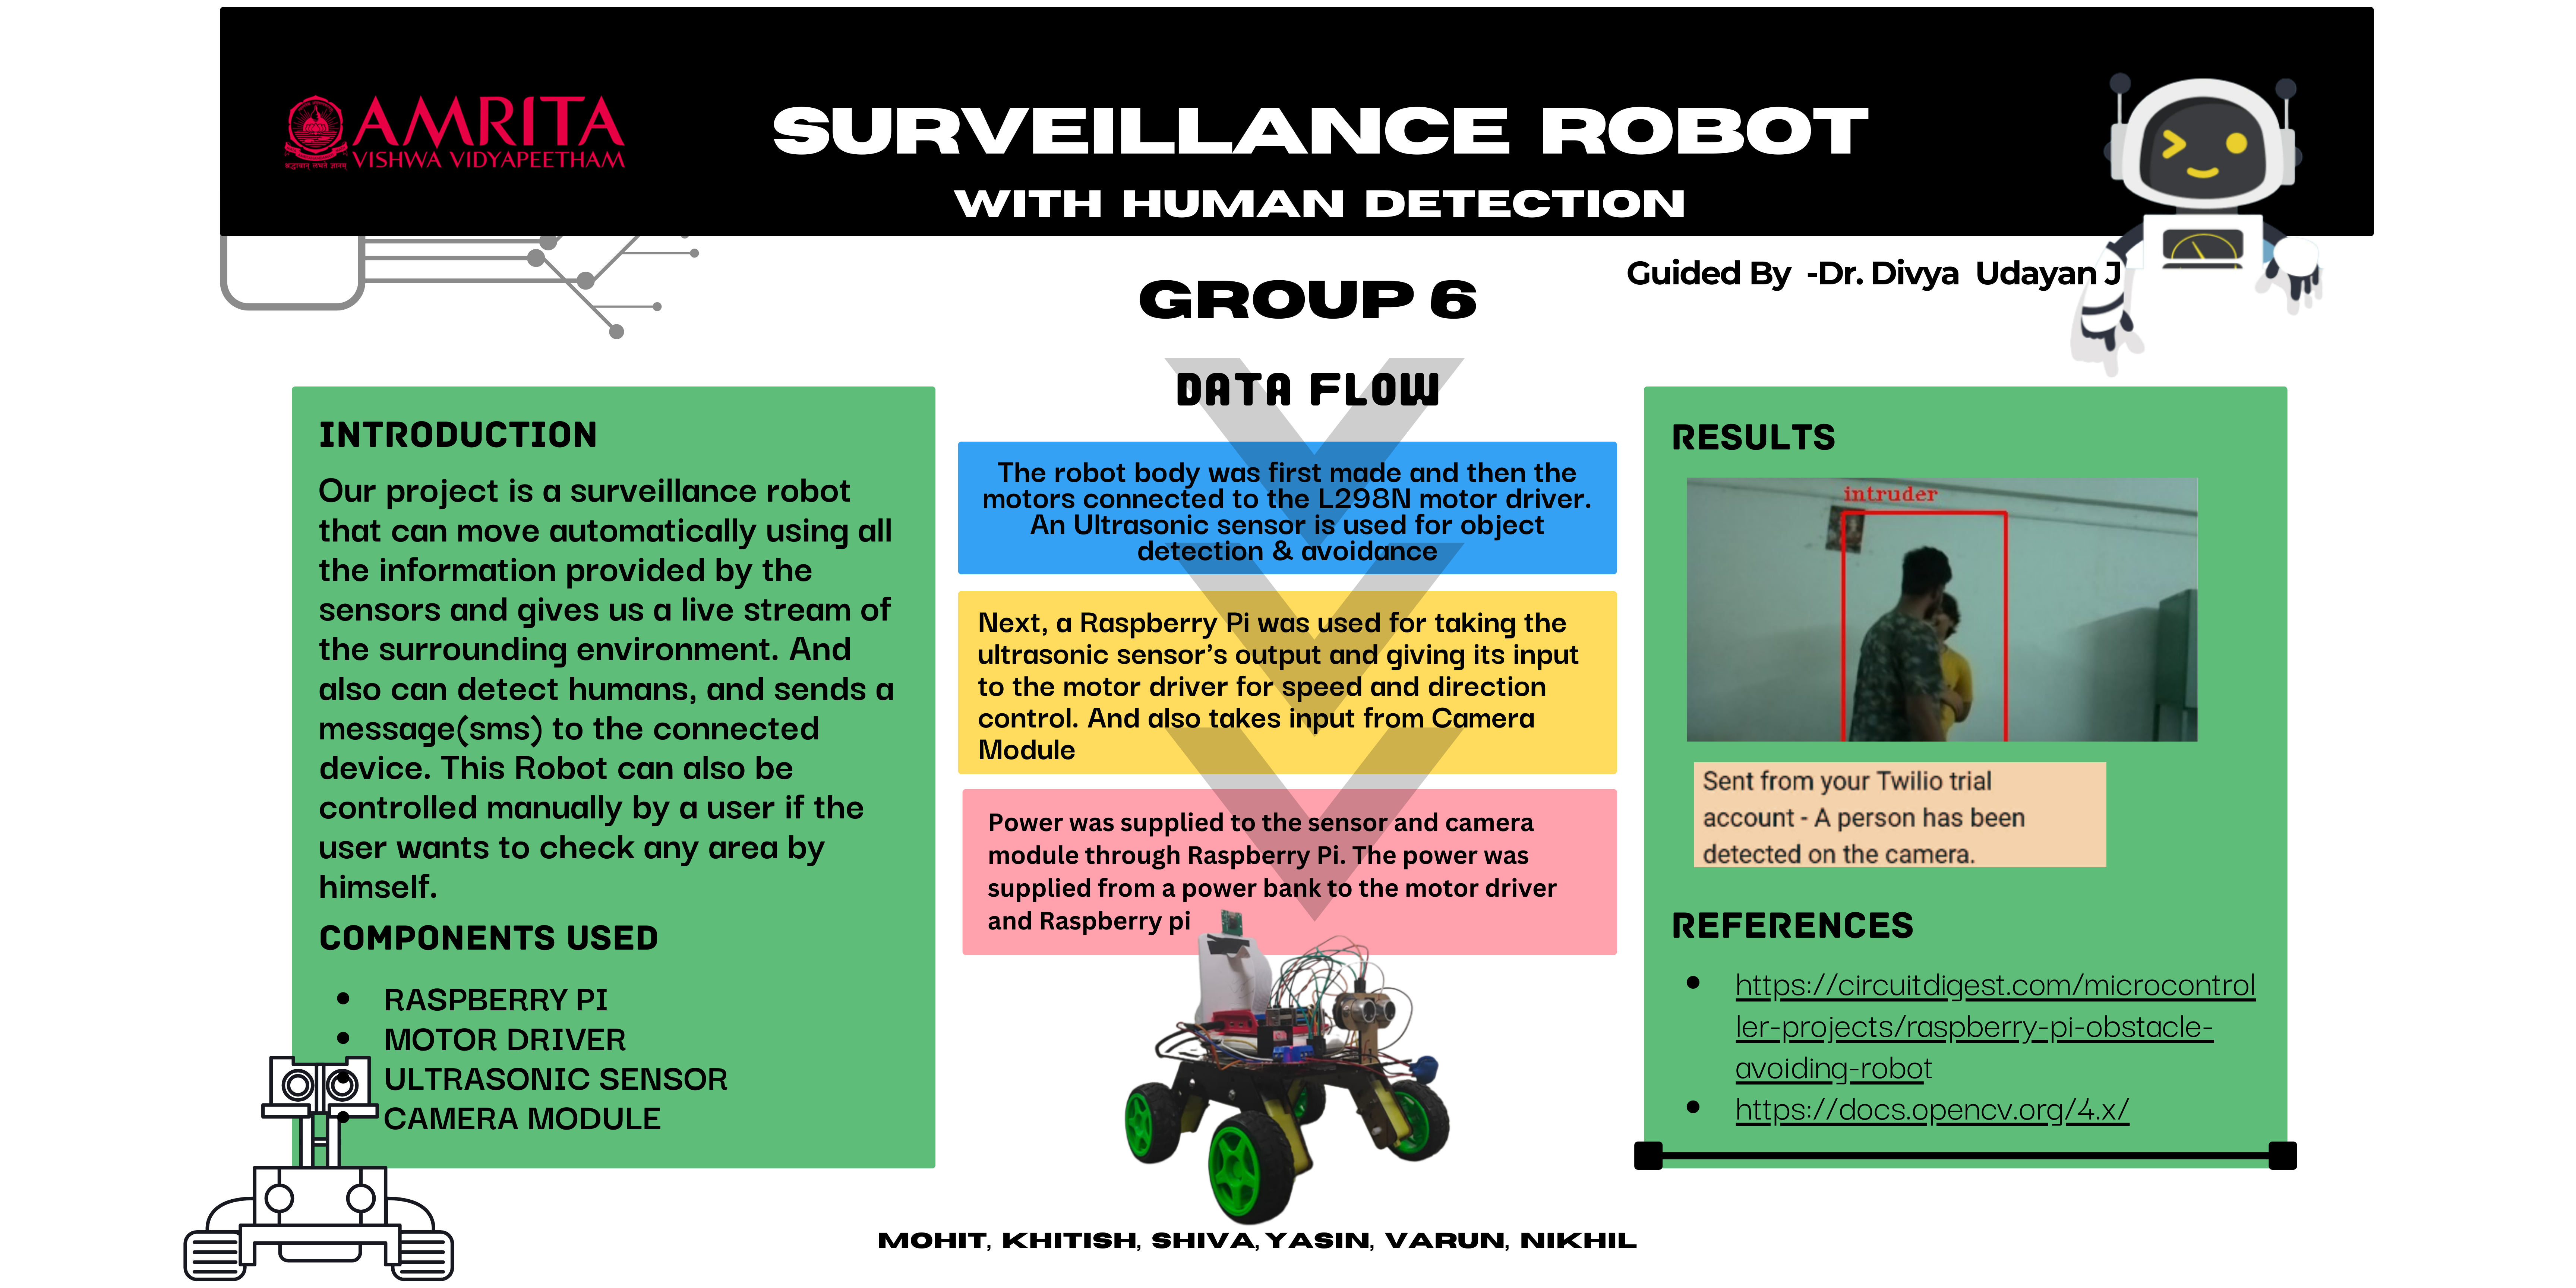 AMRITA
VISHWA VIDYAPEETHAM
SURVEILLANCE ROBOT
WITH HUMAN DETECTION
Guided By -Dr. Divya Udayan J
GROUP 6
INTRODUCTION
Our project is a surveillance robot
that can move automatically using all
the information provided by the
sensors and gives us a live stream of
the surrounding environment. And
also can detect humans, and sends a
message(sms) to the connected
device. This Robot can also be
controlled manually by a user if the
user wants to check any area by
himself.
COMPONENTS USED
• RASPBERRY PI
• MOTOR DRIVER
• ULTRASONIC SENSOR
• CAMERA MODULE
DATA FLOW
The robot body was first made and then the
motors connected to the L298N motor driver.
An Ultrasonic sensor is used for object
detection & avoidance
Next, a Raspberry Pi was used for taking the
ultrasonic sensor's output and giving its input
to the motor driver for speed and direction
control. And also takes input from Camera
Module
Power was supplied to the sensor and camera
module through Raspberry Pi. The power was
supplied from a power bank to the motor driver
and Raspberry pi
RESULTS
intruder
Sent from your Twilio trial
account - A person has been
detected on the camera.
REFERENCES
• https://circuitdigest.com/microcontrol
ler-projects/raspberry-pi-obstacle-
avoiding-robot
• https://docs.opencv.org/4.x/
MOHIT, KHITISH, SHIVA, YASIN, VARUN, NIKHIL